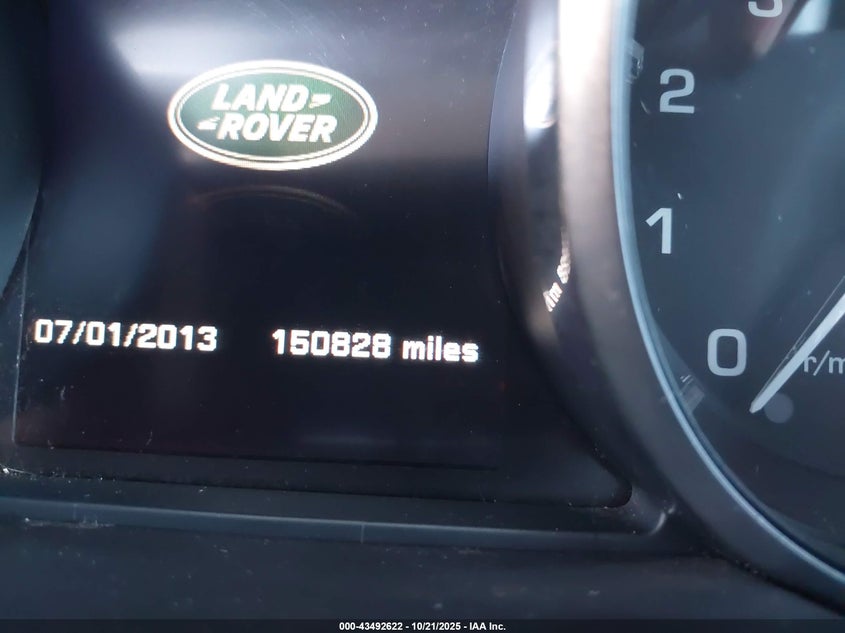 LAND
ROVER
07/01/2013 150828 miles
3
2
1
0
r/m
000-43492622 - 10/21/2025 - IAA Inc.